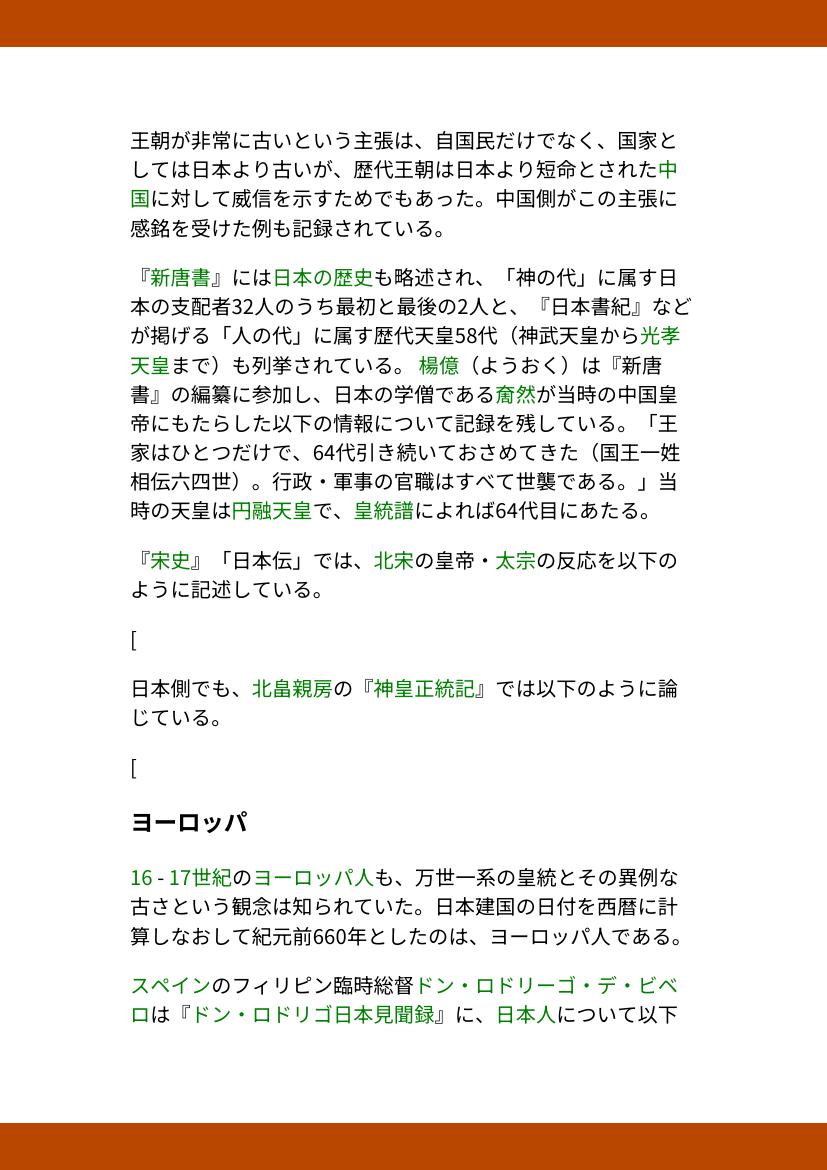 王朝が非常に古いという主張は、自国民だけでなく、国家と
しては日本より古いが、歴代王朝は日本より短命とされた中
国に対して威信を示すためでもあった。中国側がこの主張に
感銘を受けた例も記録されている。
『新唐書』には日本の歴史も略述され、「神の代」に属す日
本の支配者32人のうち最初と最後の2人と、『日本書紀』など
が掲げる「人の代」に属す歴代天皇58代（神武天皇から光孝
天皇まで）も列挙されている。 楊億（ようおく）は『新唐
書』の編纂に参加し、日本の学僧である奝然が当時の中国皇
帝にもたらした以下の情報について記録を残している。「王
家はひとつだけで、64代引き続いておさめてきた（国王一姓
相伝六四世）。行政・軍事の官職はすべて世襲である。」当
時の天皇は円融天皇で、皇統譜によれば64代目にあたる。
『宋史』「日本伝」では、北宋の皇帝・太宗の反応を以下の
ように記述している。
[
日本側でも、北畠親房の『神皇正統記』では以下のように論
じている。
[
ヨーロッパ
16 - 17世紀のヨーロッパ人も、万世一系の皇統とその異例な
古さという観念は知られていた。日本建国の日付を西暦に計
算しなおして紀元前660年としたのは、ヨーロッパ人である。
スペインのフィリピン臨時総督ドン・ロドリーゴ・デ・ビベ
ロは『ドン・ロドリゴ日本見聞録』に、日本人について以下